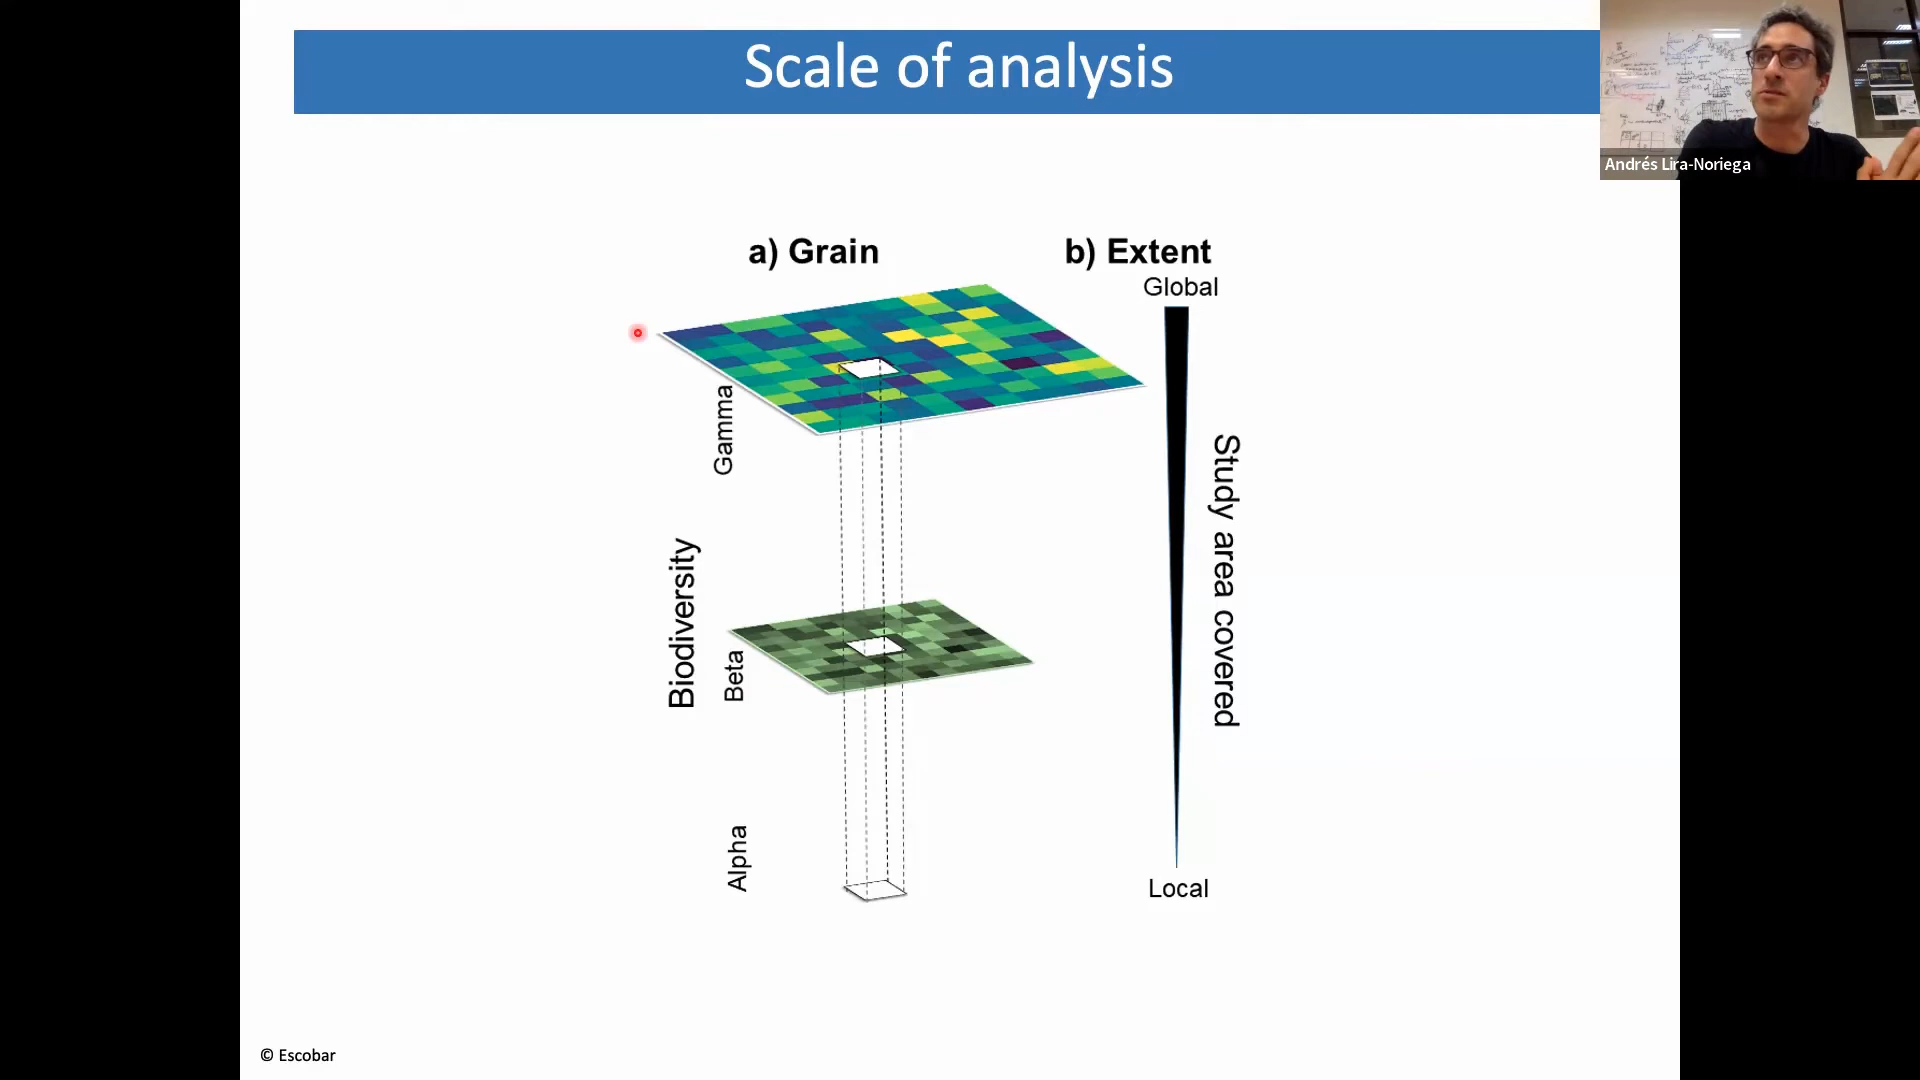 Scale of analysis
Andrés Lira-Noriega
a) Grain
b) Extent
Global
Gamma
Biodiversity
Beta
Alpha
Study area covered
Local
© Escobar